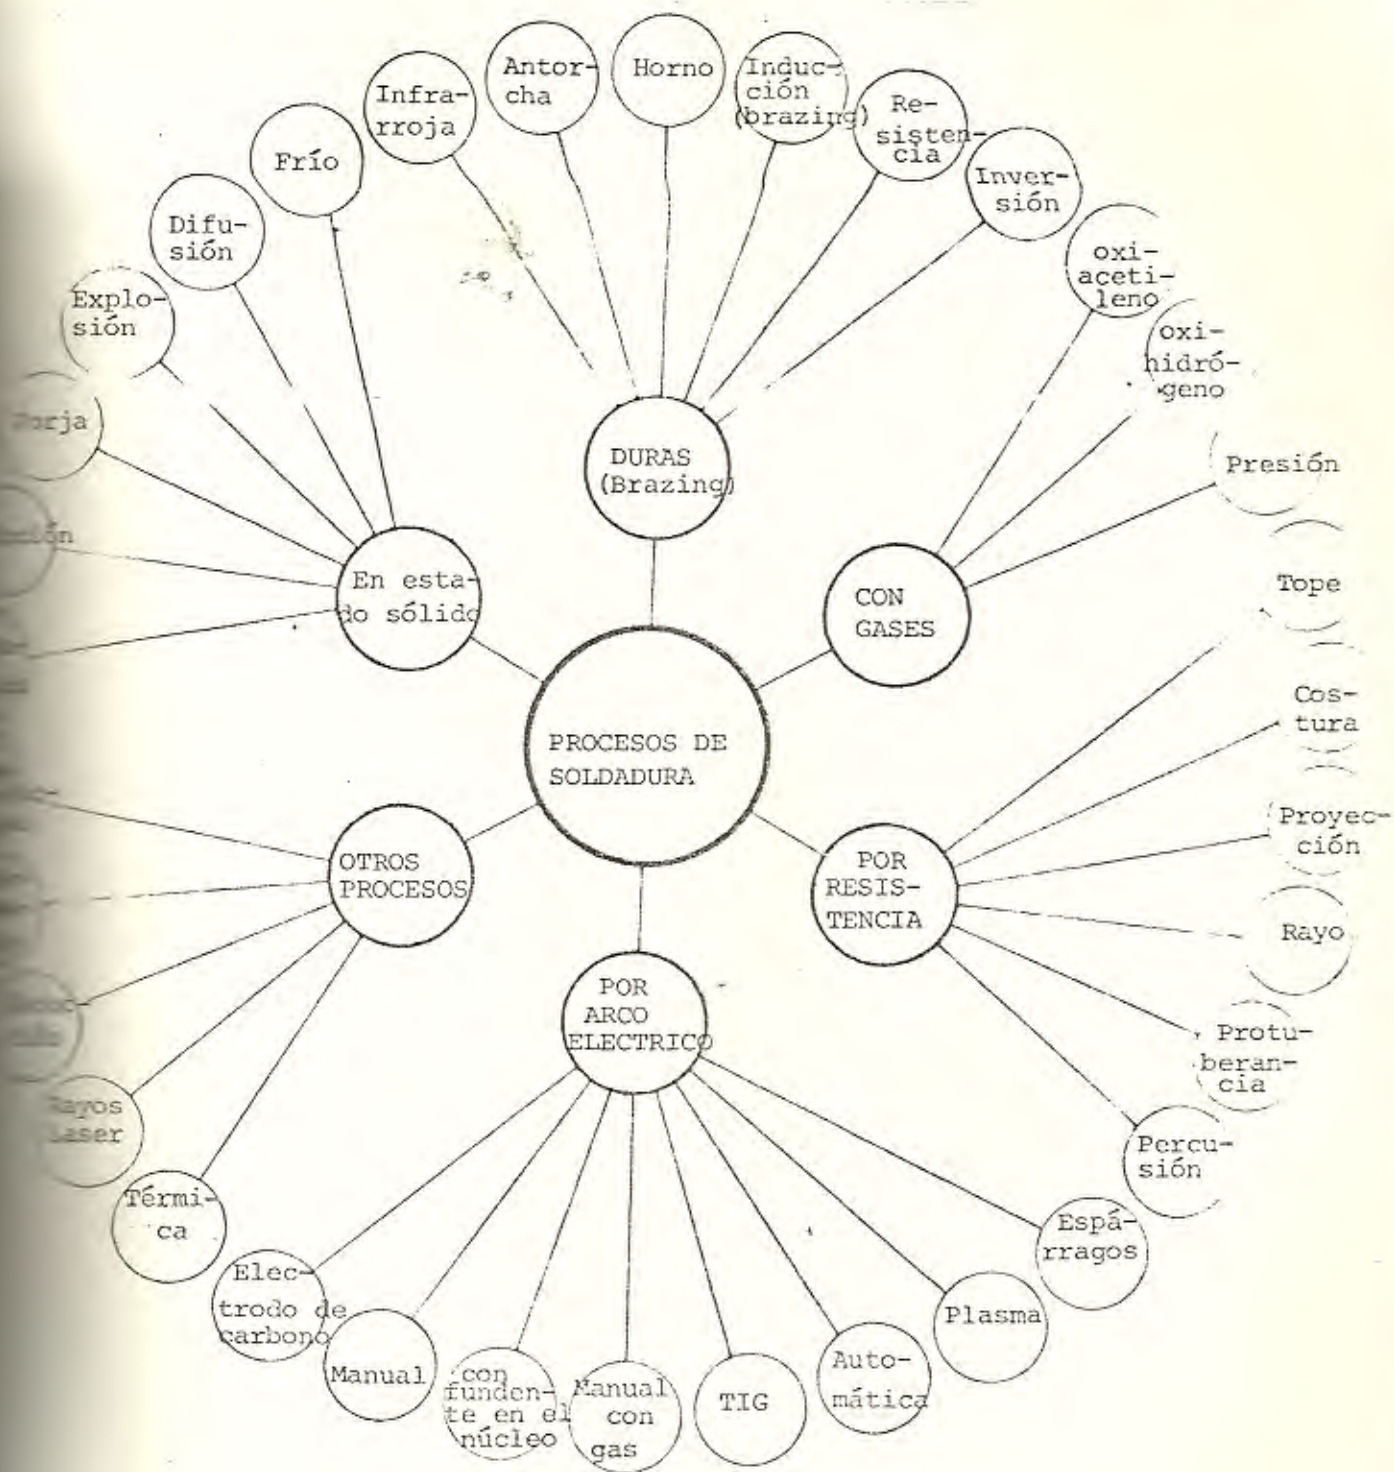 Antor-
cha
Horno
Induc-
ción
(brazing)
Infra-
rroja
Re-
sisten-
cia
Frío
Inver-
sión
Difu-
sión
oxi-
aceti-
leno
Explo-
sión
oxi-
hidró-
geno
Forja
Presión
DURAS
(Brazing)
En esta-
do sólido
CON
GASES
Tope
Cos-
tura
PROCESOS DE
SOLDADURA
Proyec-
ción
OTROS
PROCESOS
POR
RESIS-
TENCIA
Rayo
POR
ARCO
ELECTRICO
Protu-
beran-
cia
Rayos
Laser
Percu-
sión
Térmi-
ca
Espá-
rragos
Elec-
trodo de
carbono
Plasma
Manual
con
funden-
te en el
núcleo
Manual
con
gas
TIG
Auto-
mática